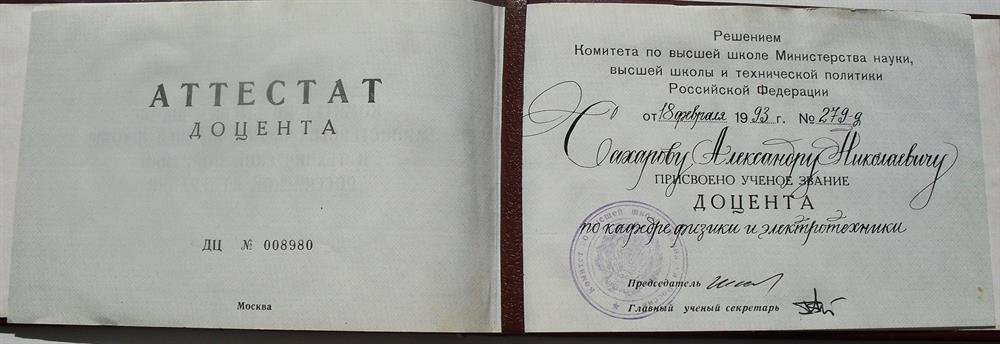 АТТЕСТАТ
ДОЦЕНТА
ДЦ № 008980
Москва
Решением
Комитета по высшей школе Министерства науки,
высшей школы и технической политики
Российской Федерации
от 18 февраля 1993 г. № 279-д
Сахарову Александру Николаевичу
ПРИСВОЕНО УЧЕНОЕ ЗВАНИЕ
ДОЦЕНТА
по кафедре физики и электротехники
Председатель
Главный ученый секретарь